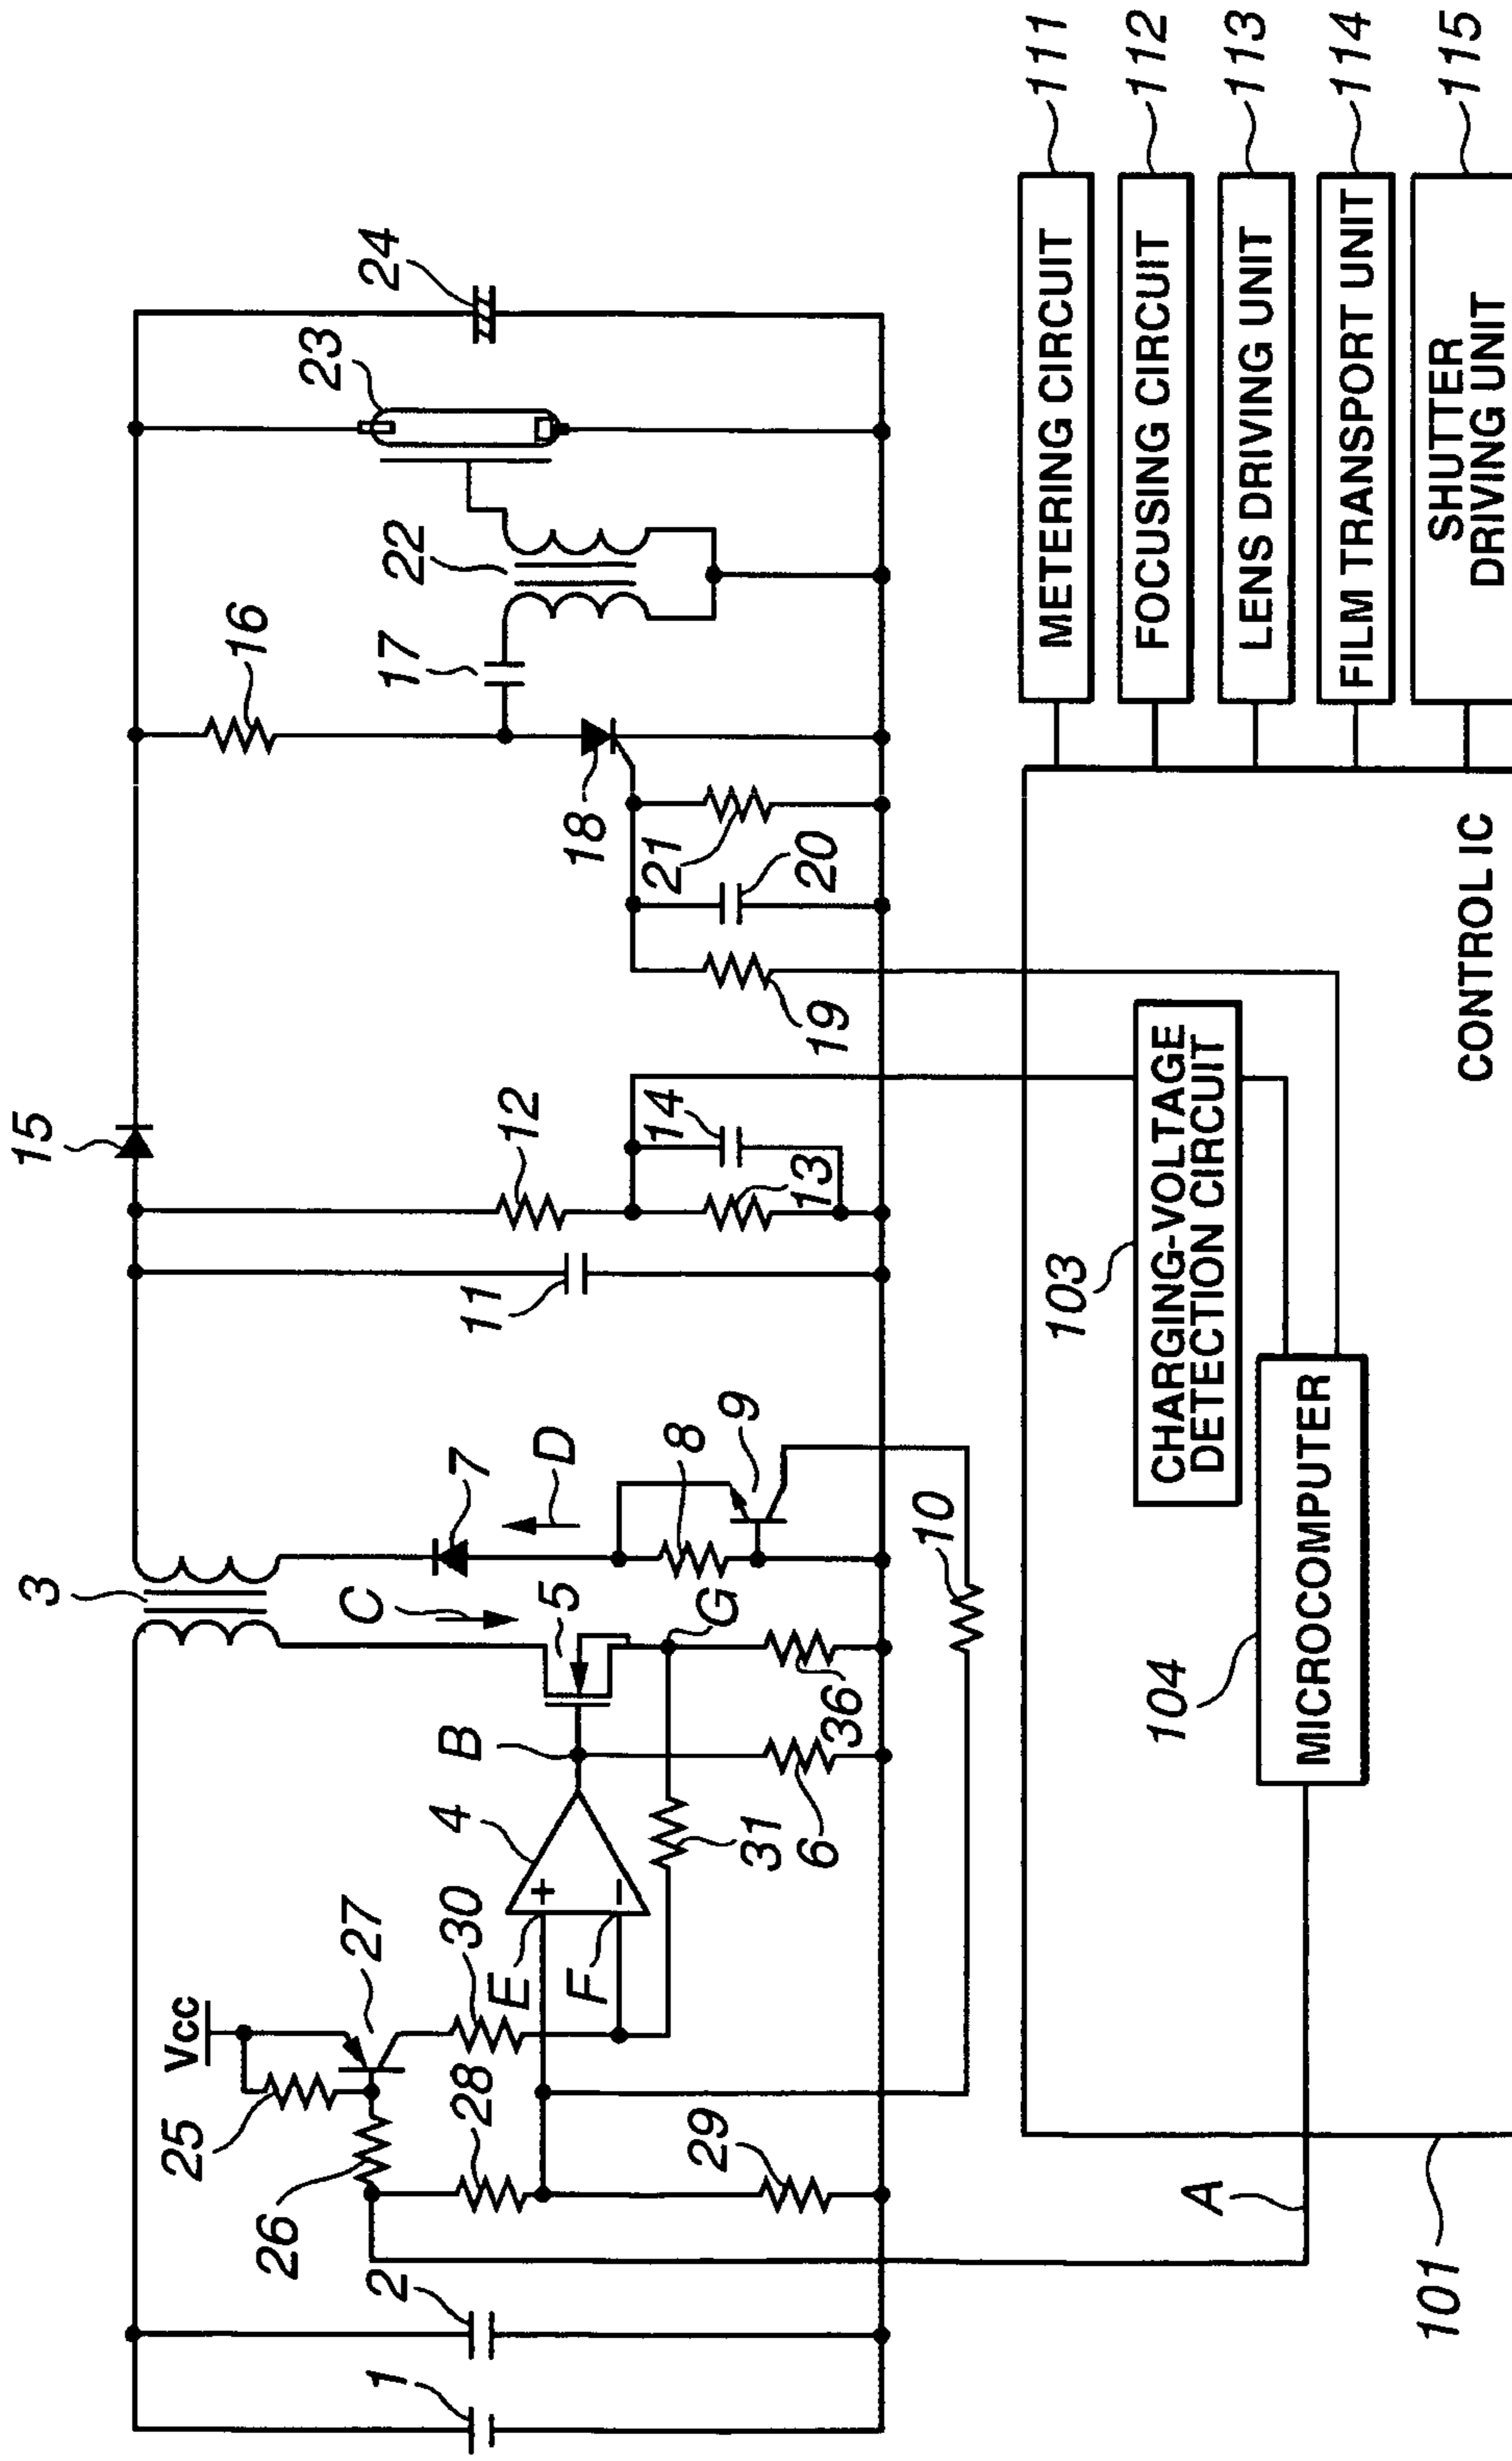 3
15
16
22
23
24
Vcc
25
26
27
28
30
E
F
4
B
5
C
7
D
G
8
9
11
12
14
13
17
18
21
20
19
1
2
29
31
6
36
10
A
101
104
MICROCOMPUTER
103
CHARGING-VOLTAGE
DETECTION CIRCUIT
CONTROL IC
METERING CIRCUIT
111
FOCUSING CIRCUIT
112
LENS DRIVING UNIT
113
FILM TRANSPORT UNIT
114
SHUTTER
DRIVING UNIT
115
+
−